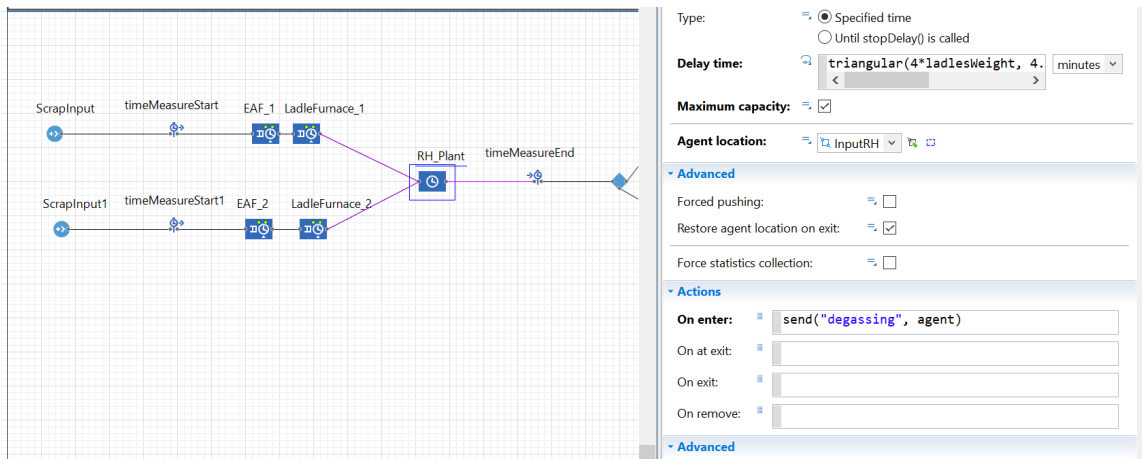 ScrapInput
timeMeasureStart
EAF_1
LadleFurnace_1
RH_Plant
timeMeasureEnd
ScrapInput1
timeMeasureStart1
EAF_2
LadleFurnace_2
Type:
Specified time
Until stopDelay() is called
Delay time:
triangular(4*ladlesWeight, 4.
minutes
Maximum capacity:
Agent location:
InputRH
Advanced
Forced pushing:
Restore agent location on exit:
Force statistics collection:
Actions
On enter:
send("degassing", agent)
On at exit:
On exit:
On remove:
Advanced